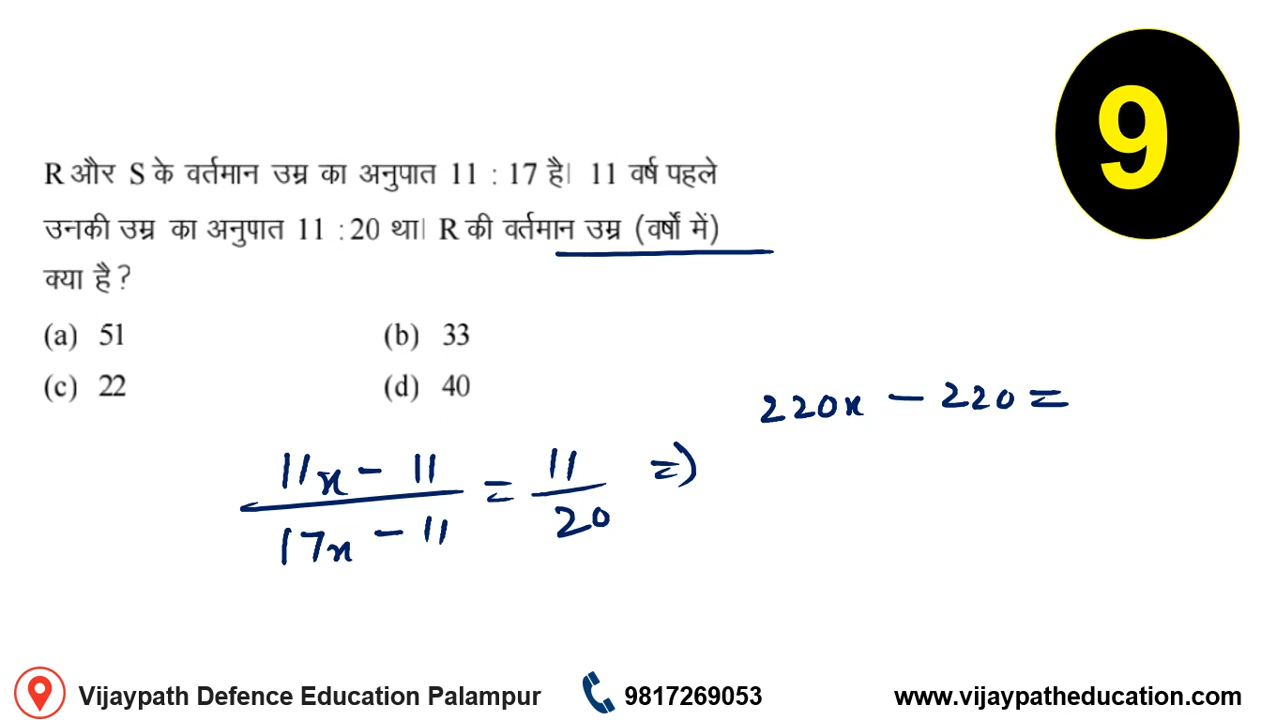 9
R और S के वर्तमान उम्र का अनुपात 11 : 17 है। 11 वर्ष पहले
उनकी उम्र का अनुपात 11 : 20 था। R की वर्तमान उम्र (वर्षों में)
क्या है?
(a) 51 (b) 33
(c) 22 (d) 40
220x - 220 =
11x - 11 = 11 =>
17x - 11 20
Vijaypath Defence Education Palampur 9817269053 www.vijaypatheducation.com